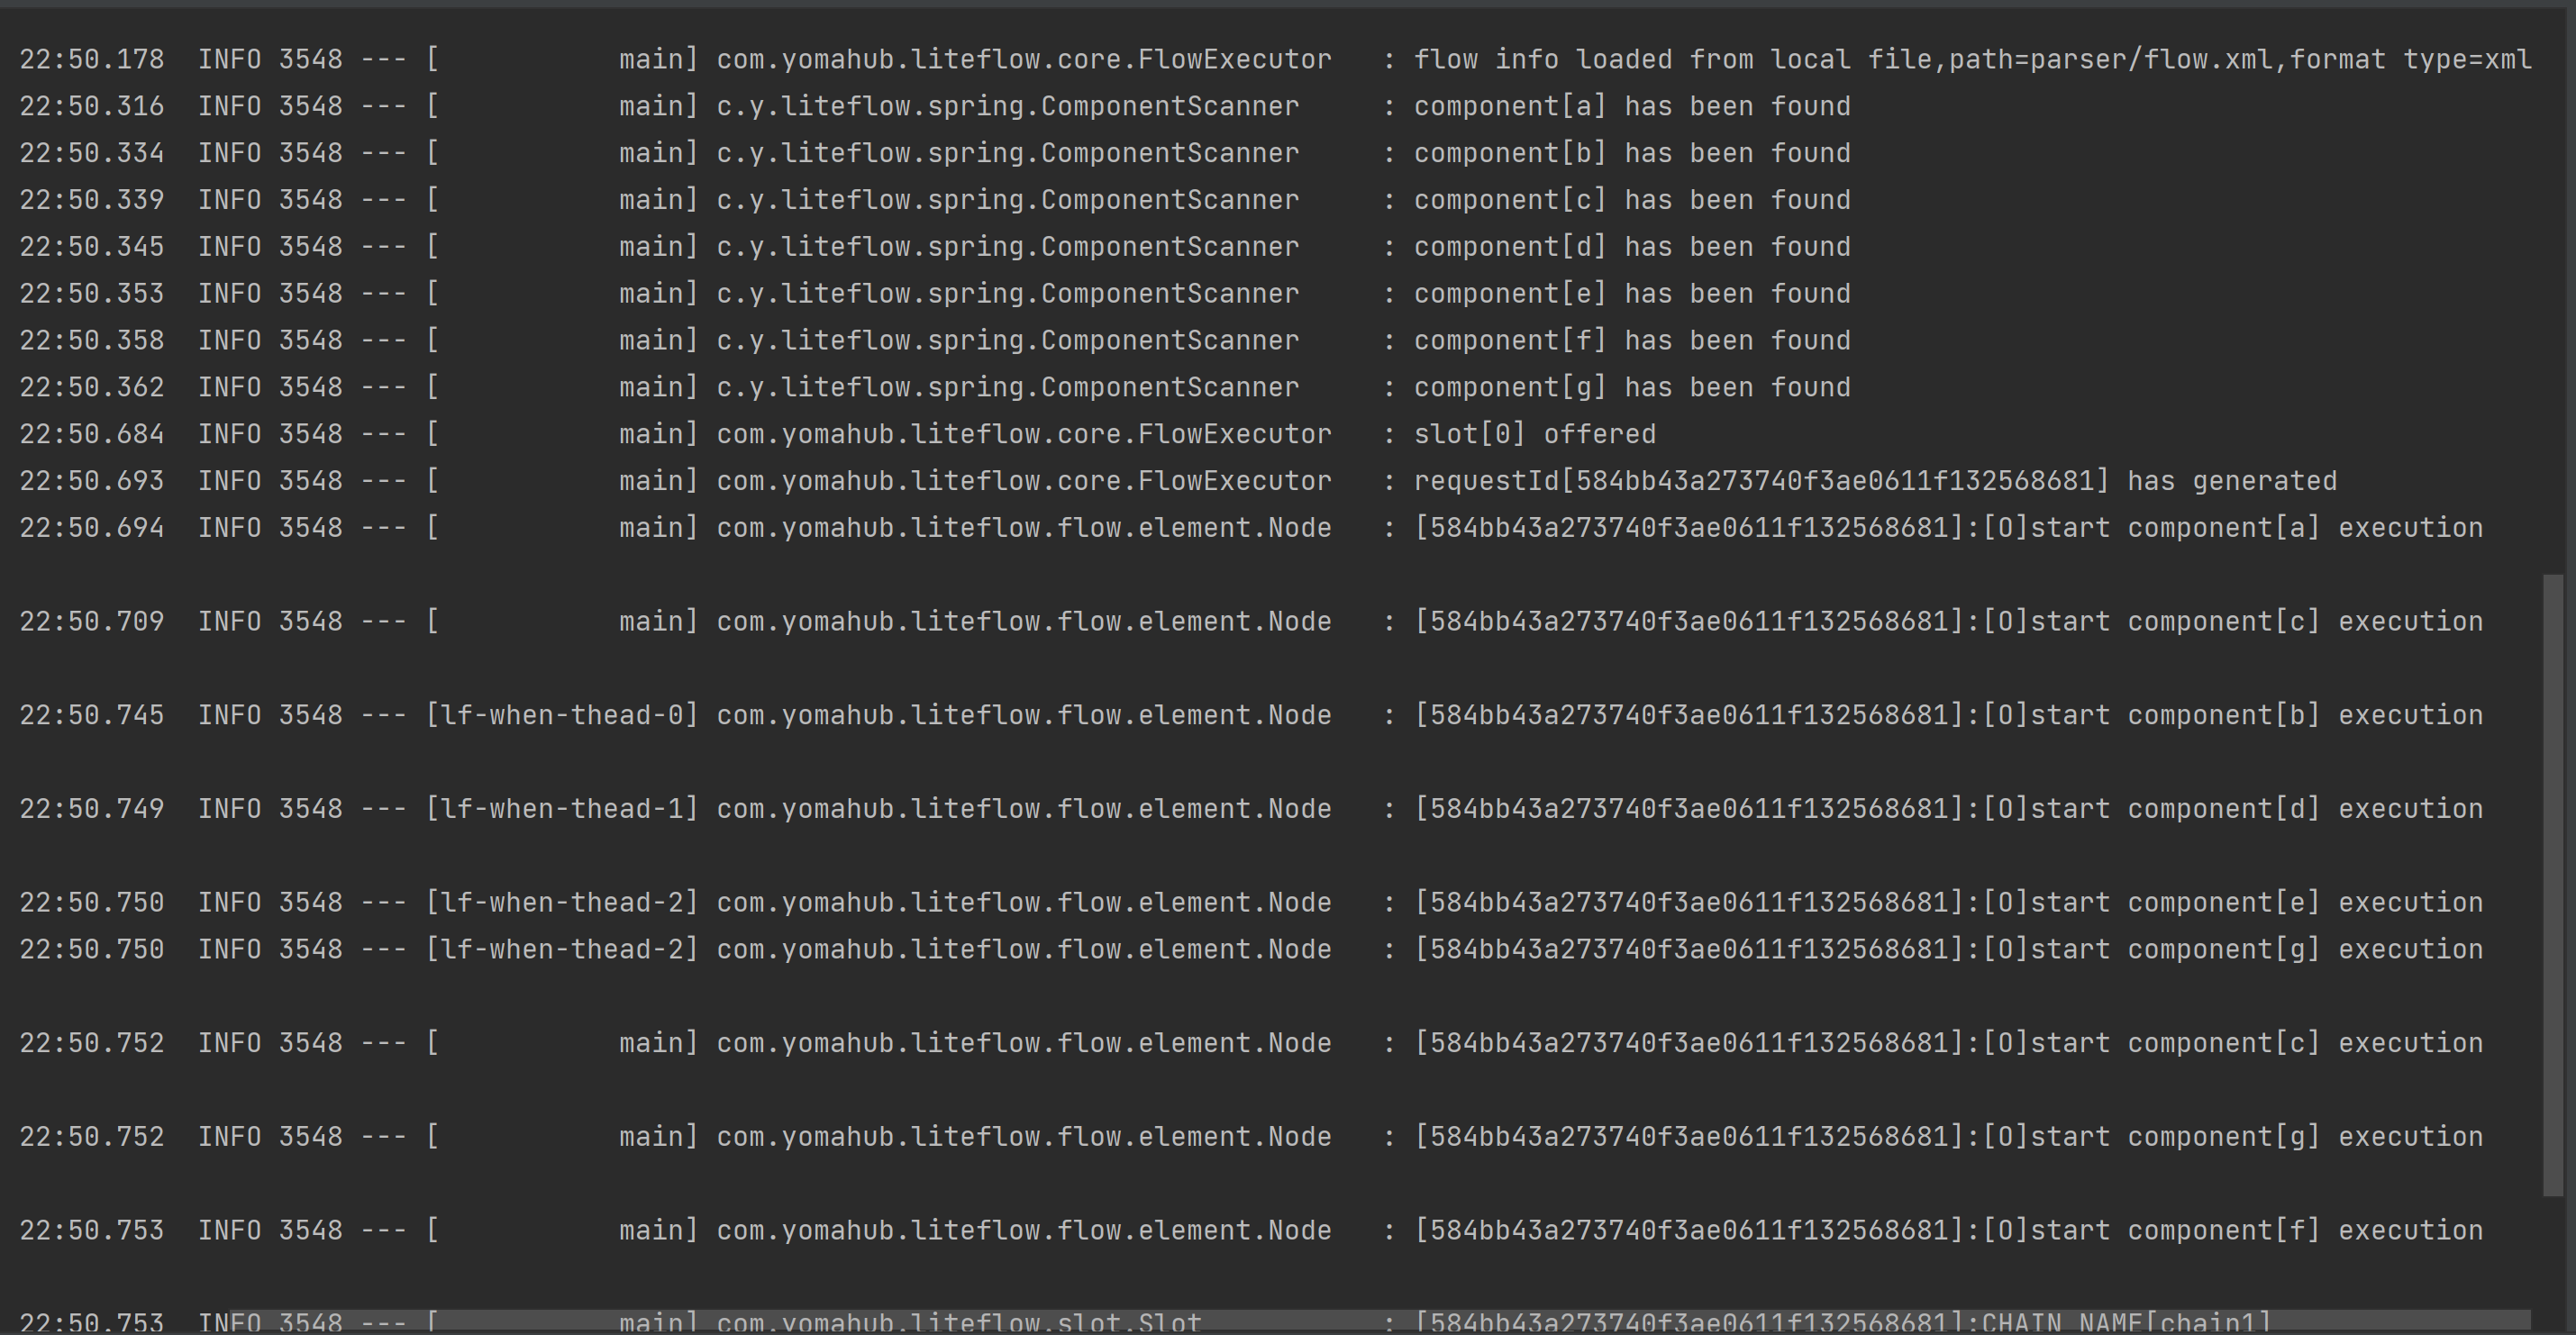 22:50.178  INFO 3548 --- [           main] com.yomahub.liteflow.core.FlowExecutor   : flow info loaded from local file,path=parser/flow.xml,format type=xml
22:50.316  INFO 3548 --- [           main] c.y.liteflow.spring.ComponentScanner     : component[a] has been found
22:50.334  INFO 3548 --- [           main] c.y.liteflow.spring.ComponentScanner     : component[b] has been found
22:50.339  INFO 3548 --- [           main] c.y.liteflow.spring.ComponentScanner     : component[c] has been found
22:50.345  INFO 3548 --- [           main] c.y.liteflow.spring.ComponentScanner     : component[d] has been found
22:50.353  INFO 3548 --- [           main] c.y.liteflow.spring.ComponentScanner     : component[e] has been found
22:50.358  INFO 3548 --- [           main] c.y.liteflow.spring.ComponentScanner     : component[f] has been found
22:50.362  INFO 3548 --- [           main] c.y.liteflow.spring.ComponentScanner     : component[g] has been found
22:50.684  INFO 3548 --- [           main] com.yomahub.liteflow.core.FlowExecutor   : slot[0] offered
22:50.693  INFO 3548 --- [           main] com.yomahub.liteflow.core.FlowExecutor   : requestId[584bb43a273740f3ae0611f132568681] has generated
22:50.694  INFO 3548 --- [           main] com.yomahub.liteflow.flow.element.Node   : [584bb43a273740f3ae0611f132568681]:[O]start component[a] execution
22:50.709  INFO 3548 --- [           main] com.yomahub.liteflow.flow.element.Node   : [584bb43a273740f3ae0611f132568681]:[O]start component[c] execution
22:50.745  INFO 3548 --- [lf-when-thead-0] com.yomahub.liteflow.flow.element.Node   : [584bb43a273740f3ae0611f132568681]:[O]start component[b] execution
22:50.749  INFO 3548 --- [lf-when-thead-1] com.yomahub.liteflow.flow.element.Node   : [584bb43a273740f3ae0611f132568681]:[O]start component[d] execution
22:50.750  INFO 3548 --- [lf-when-thead-2] com.yomahub.liteflow.flow.element.Node   : [584bb43a273740f3ae0611f132568681]:[O]start component[e] execution
22:50.750  INFO 3548 --- [lf-when-thead-2] com.yomahub.liteflow.flow.element.Node   : [584bb43a273740f3ae0611f132568681]:[O]start component[g] execution
22:50.752  INFO 3548 --- [           main] com.yomahub.liteflow.flow.element.Node   : [584bb43a273740f3ae0611f132568681]:[O]start component[c] execution
22:50.752  INFO 3548 --- [           main] com.yomahub.liteflow.flow.element.Node   : [584bb43a273740f3ae0611f132568681]:[O]start component[g] execution
22:50.753  INFO 3548 --- [           main] com.yomahub.liteflow.flow.element.Node   : [584bb43a273740f3ae0611f132568681]:[O]start component[f] execution
22:50.753  INFO 3548 --- [           main] com.yomahub.liteflow.slot.Slot           : [584bb43a273740f3ae0611f132568681]:CHAIN_NAME[chain1]